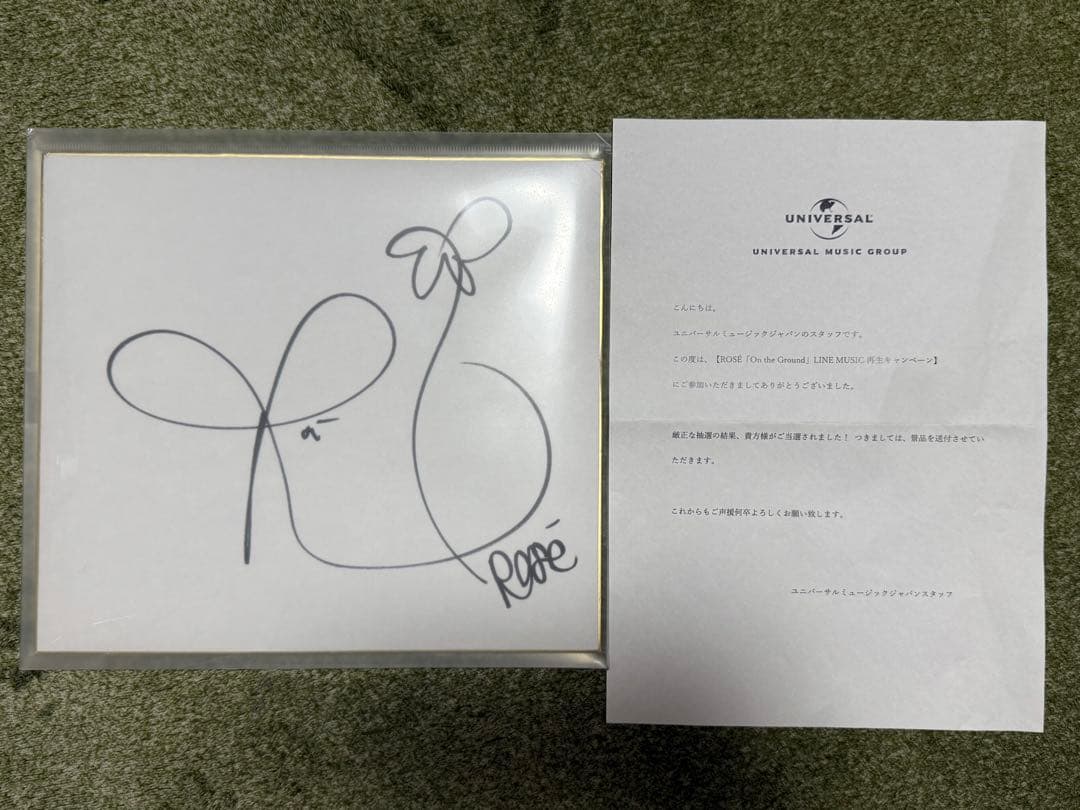 Rosé
UNIVERSAL
UNIVERSAL MUSIC GROUP
こんにちは。
ユニバーサルミュージックジャパンのスタッフです。
この度は、【ROSÉ「On the Ground」LINE MUSIC 再生キャンペーン】
にご参加いただきましてありがとうございました。
厳正な抽選の結果、貴方様がご当選されました！ つきましては、景品を送付させてい
ただきます。
これからもご声援何卒よろしくお願い致します。
ユニバーサルミュージックジャパンスタッフ